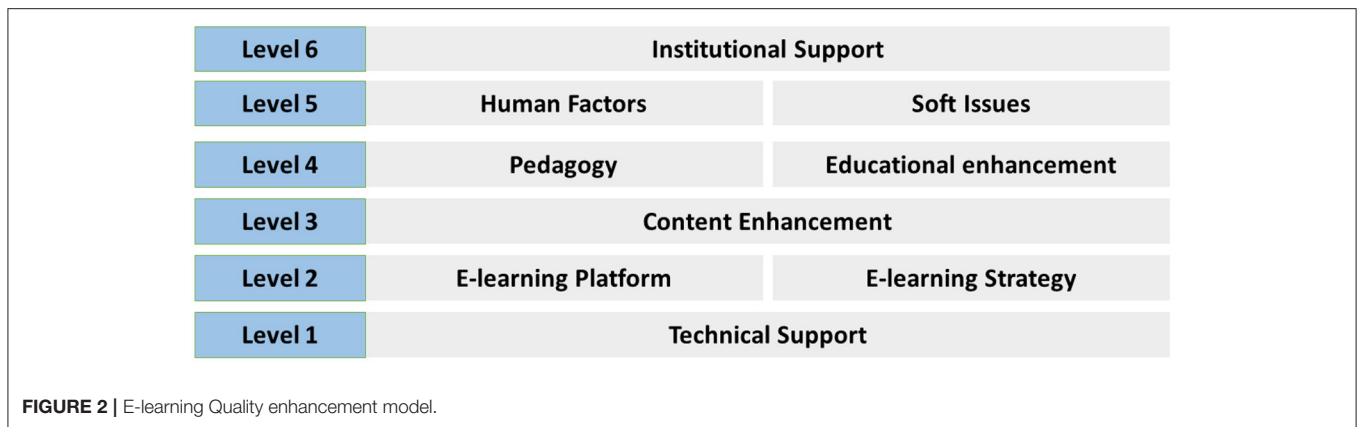 Level 6 Institutional Support
Level 5 Human Factors Soft Issues
Level 4 Pedagogy Educational enhancement
Level 3 Content Enhancement
Level 2 E-learning Platform E-learning Strategy
Level 1 Technical Support
FIGURE 2 | E-learning Quality enhancement model.